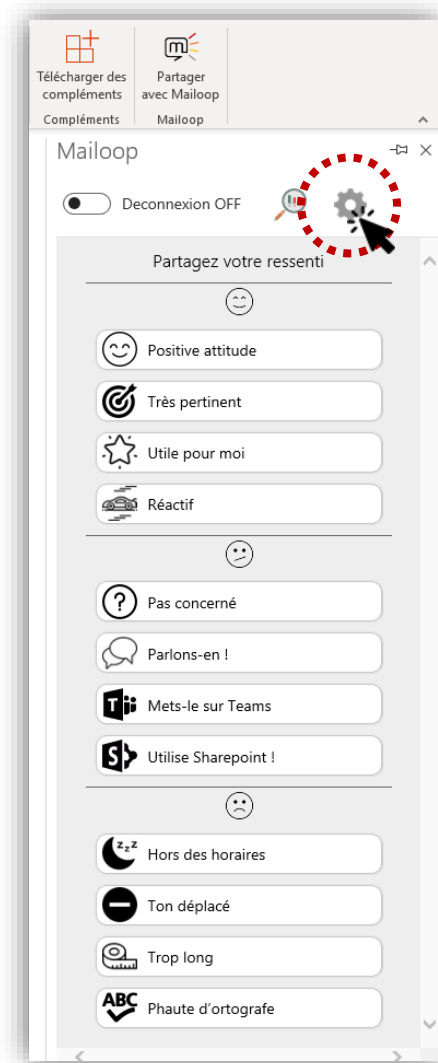 Télécharger des
compléments
Partager
avec Mailoop
Compléments
Mailoop
Mailoop
Deconnexion OFF
Partagez votre ressenti
Positive attitude
Très pertinent
Utile pour moi
Réactif
Pas concerné
Parlons-en !
Mets-le sur Teams
Utilise Sharepoint !
zzZ
Hors des horaires
Ton déplacé
Trop long
ABC
Phaute d'ortografe